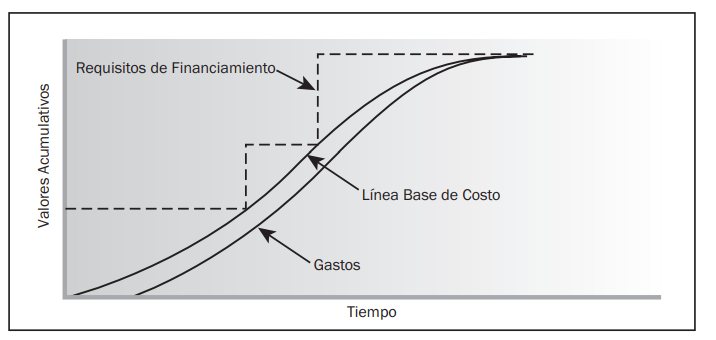 Requisitos de Financiamiento
Valores Acumulativos
Línea Base de Costo
Gastos
Tiempo